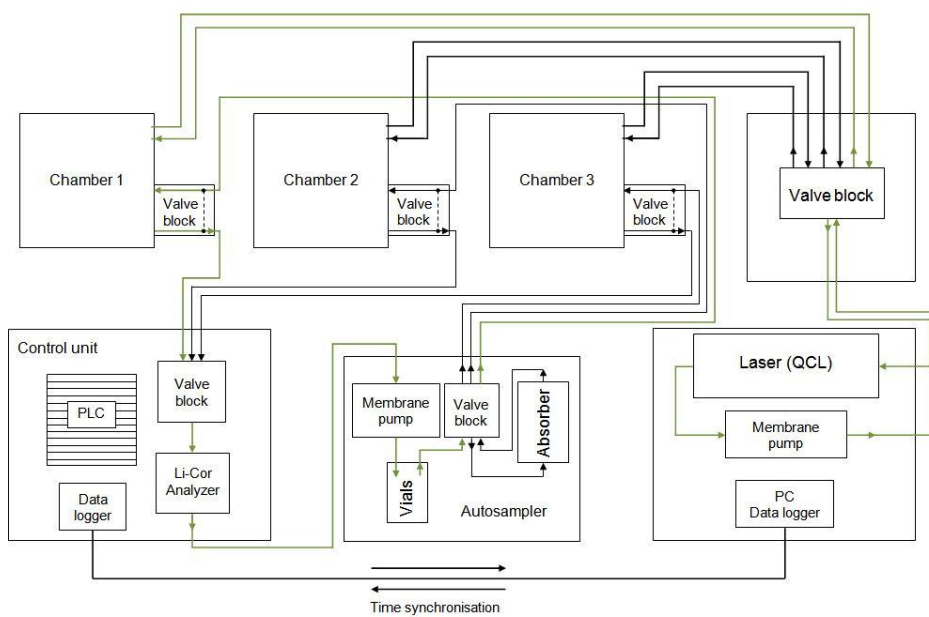 Chamber 1
Valve
block
Chamber 2
Valve
block
Chamber 3
Valve
block
Valve block
Control unit
PLC
Valve
block
Li-Cor
Analyzer
Data
logger
Membrane
pump
Valve
block
Absorber
Vials
Autosampler
Laser (QCL)
Membrane
pump
PC
Data logger
Time synchronisation